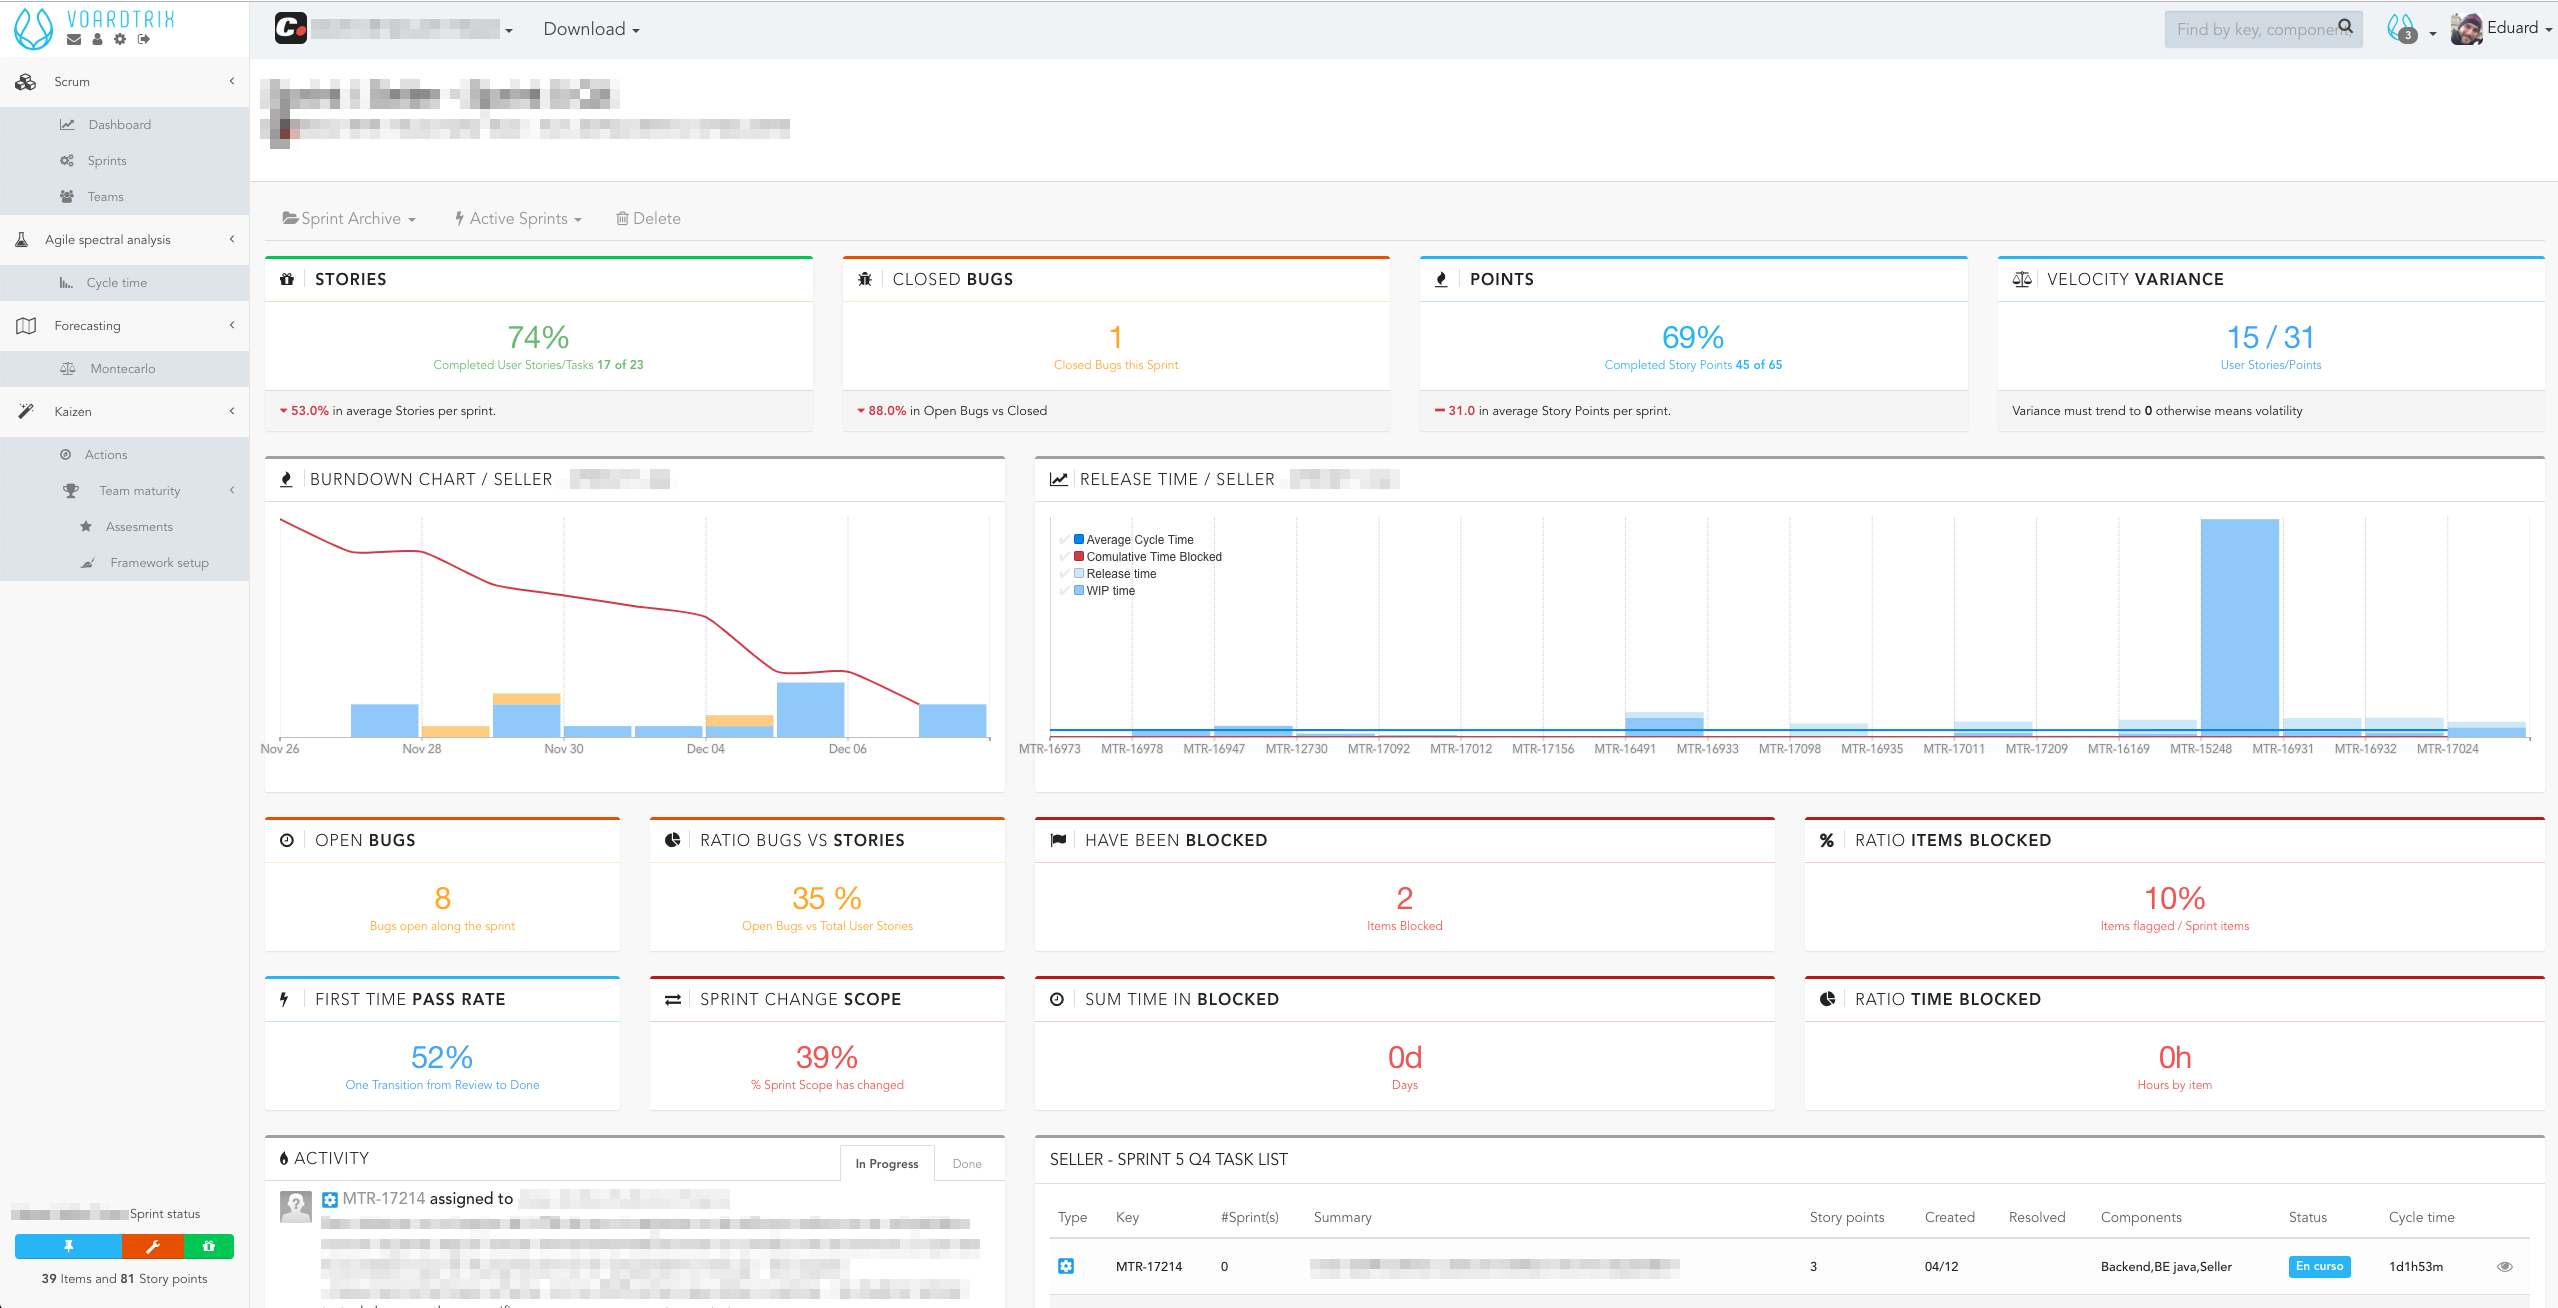 VOARDTRIX
Download
Find by key, component,
3
Eduard
Scrum
Dashboard
Sprints
Teams
Agile spectral analysis
Cycle time
Forecasting
Montecarlo
Kaizen
Actions
Team maturity
Assesments
Framework setup
Sprint status
39 Items and 81 Story points
Sprint Archive
Active Sprints
Delete
STORIES
74%
Completed User Stories/Tasks 17 of 23
53.0% in average Stories per sprint.
CLOSED BUGS
1
Closed Bugs this Sprint
88.0% in Open Bugs vs Closed
POINTS
69%
Completed Story Points 45 of 65
31.0 in average Story Points per sprint.
VELOCITY VARIANCE
15 / 31
User Stories/Points
Variance must trend to 0 otherwise means volatility
BURNDOWN CHART / SELLER
Nov 26 Nov 28 Nov 30 Dec 04 Dec 06
RELEASE TIME / SELLER
Average Cycle Time
Comulative Time Blocked
Release time
WIP time
MTR-16973 MTR-16978 MTR-16947 MTR-12730 MTR-17092 MTR-17012 MTR-17156 MTR-16491 MTR-16933 MTR-17098 MTR-16935 MTR-17011 MTR-17209 MTR-16169 MTR-15248 MTR-16931 MTR-16932 MTR-17024
OPEN BUGS
8
Bugs open along the sprint
RATIO BUGS VS STORIES
35 %
Open Bugs vs Total User Stories
HAVE BEEN BLOCKED
2
Items Blocked
RATIO ITEMS BLOCKED
10%
Items flagged / Sprint items
FIRST TIME PASS RATE
52%
One Transition from Review to Done
SPRINT CHANGE SCOPE
39%
% Sprint Scope has changed
SUM TIME IN BLOCKED
0d
Days
RATIO TIME BLOCKED
0h
Hours by item
ACTIVITY
In Progress Done
MTR-17214 assigned to
SELLER - SPRINT 5 Q4 TASK LIST
Type Key #Sprint(s) Summary Story points Created Resolved Components Status Cycle time
MTR-17214 0 3 04/12 Backend,BE java,Seller En curso 1d1h53m